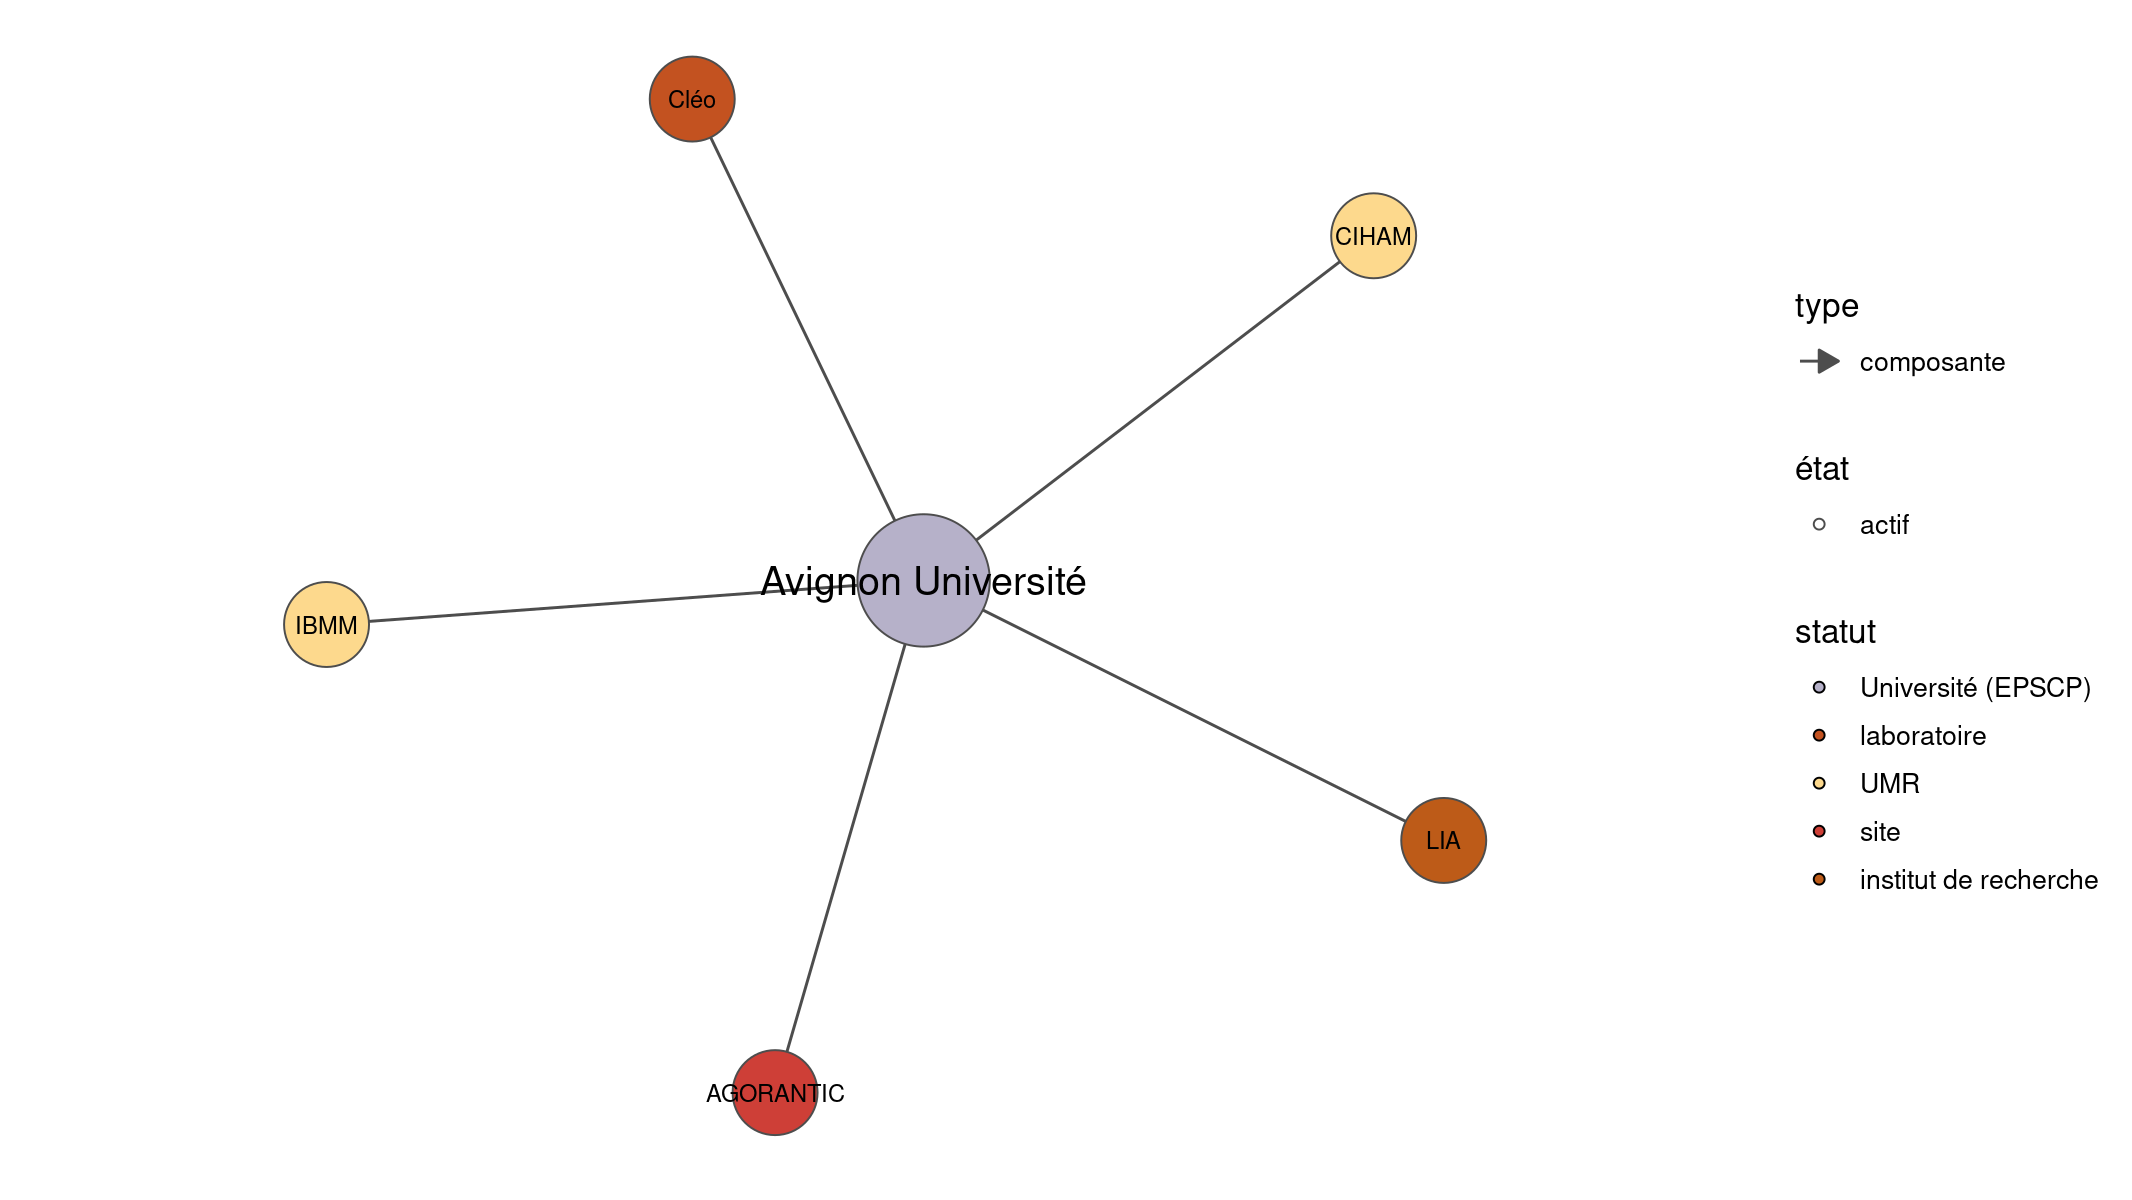 Cléo
CIHAM
Avignon Université
IBMM
LIA
AGORANTIC
type
composante
état
actif
statut
Université (EPSCP)
laboratoire
UMR
site
institut de recherche